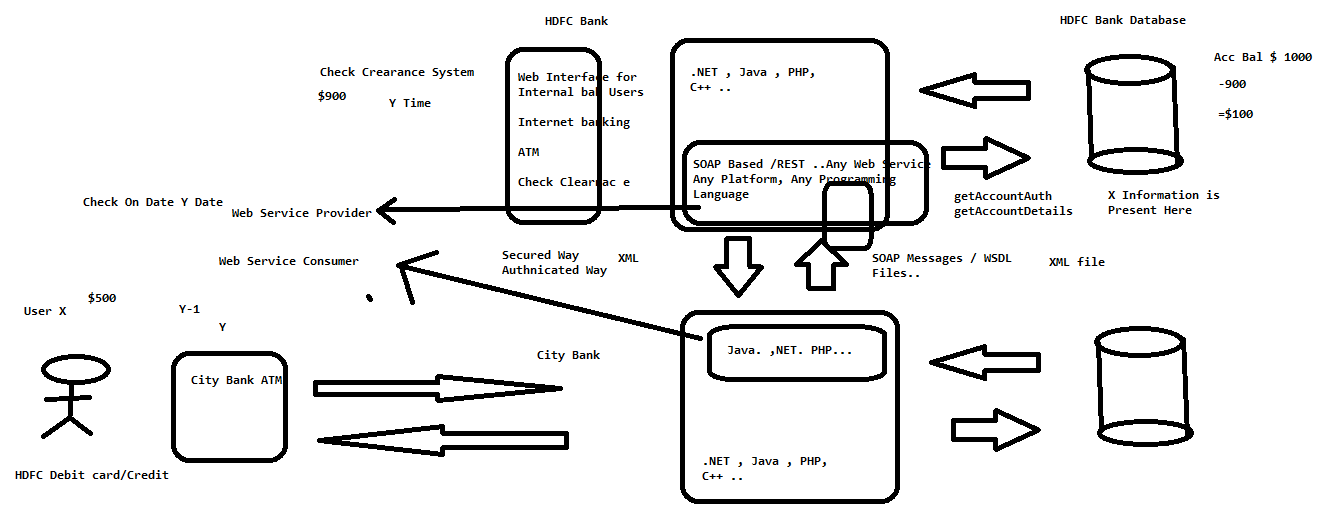 HDFC Bank
HDFC Bank Database
Acc Bal $ 1000
Check Crearance System
$900
Y Time
Web Interface for
Internal bak Users
Internet banking
ATM
Check Clearnac e
.NET , Java , PHP,
C++ ..
-900
=$100
SOAP Based /REST ..Any Web Service
Any Platform, Any Programming
Language
getAccountAuth
getAccountDetails
X Information is
Present Here
Check On Date Y Date
Web Service Provider
Web Service Consumer
Secured Way
Authnicated Way
XML
SOAP Messages / WSDL
Files..
XML file
User X
$500
Y-1
Y
City Bank ATM
City Bank
Java. ,NET. PHP...
.NET , Java , PHP,
C++ ..
HDFC Debit card/Credit